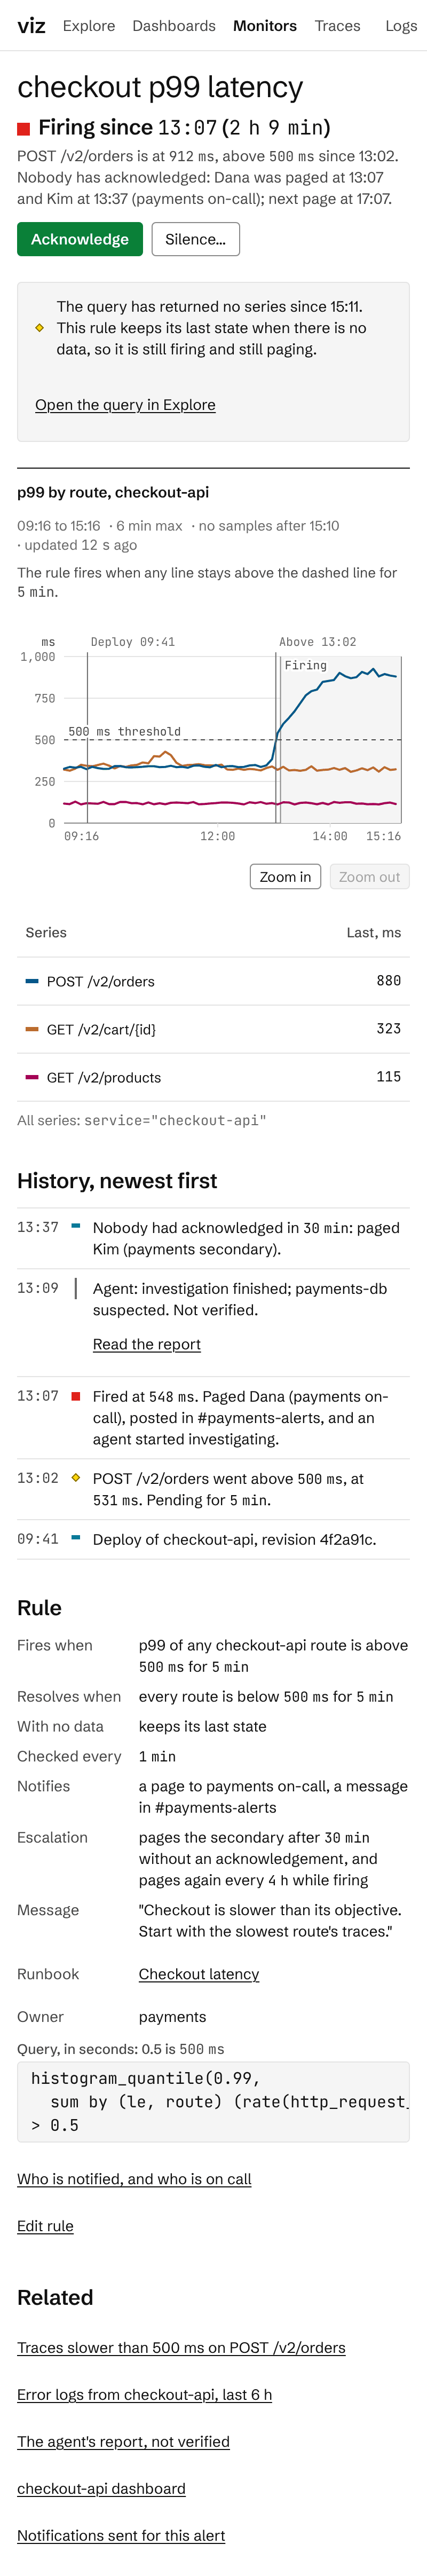 viz Explore Dashboards Monitors Traces Logs
checkout p99 latency
Firing since 13:07 (2 h 9 min)
POST /v2/orders is at 912 ms, above 500 ms since 13:02.
Nobody has acknowledged: Dana was paged at 13:07
and Kim at 13:37 (payments on-call); next page at 17:07.
Acknowledge Silence...
The query has returned no series since 15:11.
This rule keeps its last state when there is no
data, so it is still firing and still paging.
Open the query in Explore
p99 by route, checkout-api
09:16 to 15:16 · 6 min max · no samples after 15:10
· updated 12 s ago
The rule fires when any line stays above the dashed line for
5 min.
ms Deploy 09:41 Above 13:02
1,000 Firing
750
500 ms threshold
500
250
0
09:16 12:00 14:00 15:16
Zoom in Zoom out
Series Last, ms
POST /v2/orders 880
GET /v2/cart/{id} 323
GET /v2/products 115
All series: service="checkout-api"
History, newest first
13:37 Nobody had acknowledged in 30 min: paged
Kim (payments secondary).
13:09 Agent: investigation finished; payments-db
suspected. Not verified.
Read the report
13:07 Fired at 548 ms. Paged Dana (payments on-
call), posted in #payments-alerts, and an
agent started investigating.
13:02 POST /v2/orders went above 500 ms, at
531 ms. Pending for 5 min.
09:41 Deploy of checkout-api, revision 4f2a91c.
Rule
Fires when p99 of any checkout-api route is above
500 ms for 5 min
Resolves when every route is below 500 ms for 5 min
With no data keeps its last state
Checked every 1 min
Notifies a page to payments on-call, a message
in #payments-alerts
Escalation pages the secondary after 30 min
without an acknowledgement, and
pages again every 4 h while firing
Message "Checkout is slower than its objective.
Start with the slowest route's traces."
Runbook Checkout latency
Owner payments
Query, in seconds: 0.5 is 500 ms
histogram_quantile(0.99,
sum by (le, route) (rate(http_request_
> 0.5
Who is notified, and who is on call
Edit rule
Related
Traces slower than 500 ms on POST /v2/orders
Error logs from checkout-api, last 6 h
The agent's report, not verified
checkout-api dashboard
Notifications sent for this alert